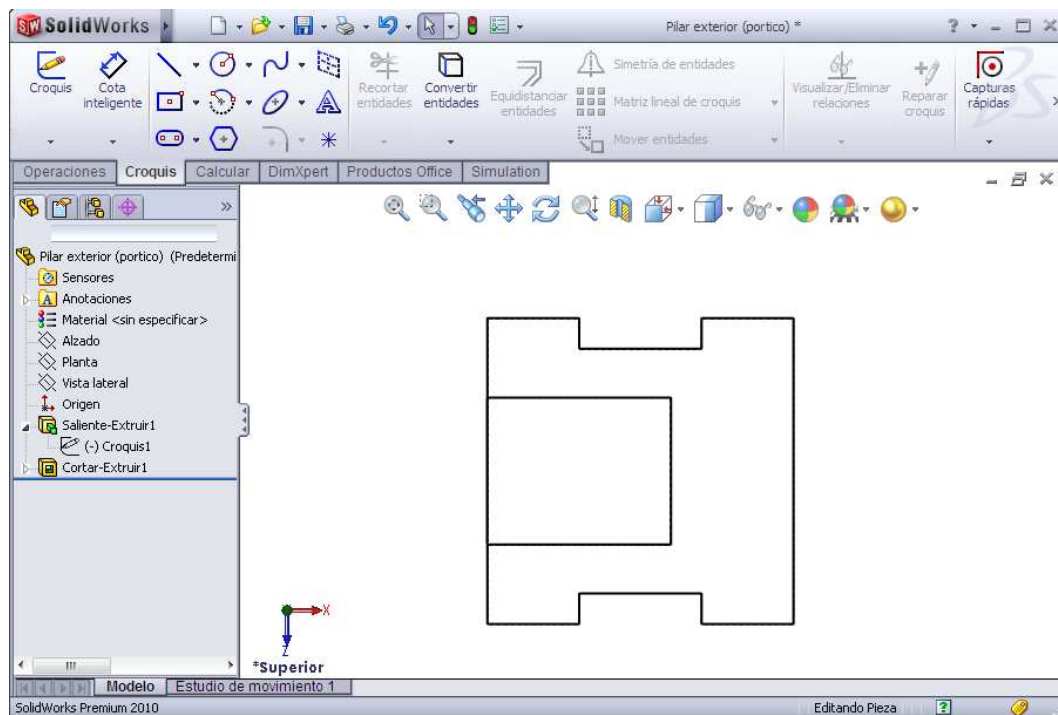 SolidWorks
Pilar exterior (portico) *
Croquis
Cota inteligente
Recortar entidades
Convertir entidades
Equidistanciar entidades
Simetría de entidades
Matriz lineal de croquis
Mover entidades
Visualizar/Eliminar relaciones
Reparar croquis
Capturas rápidas
Operaciones
Croquis
Calcular
DimXpert
Productos Office
Simulation
Pilar exterior (portico) (Predetermi
Sensores
Anotaciones
Material <sin especificar>
Alzado
Planta
Vista lateral
Origen
Saliente-Extruir1
(-) Croquis1
Cortar-Extruir1
X
Z
*Superior
Modelo
Estudio de movimiento 1
SolidWorks Premium 2010
Editando Pieza